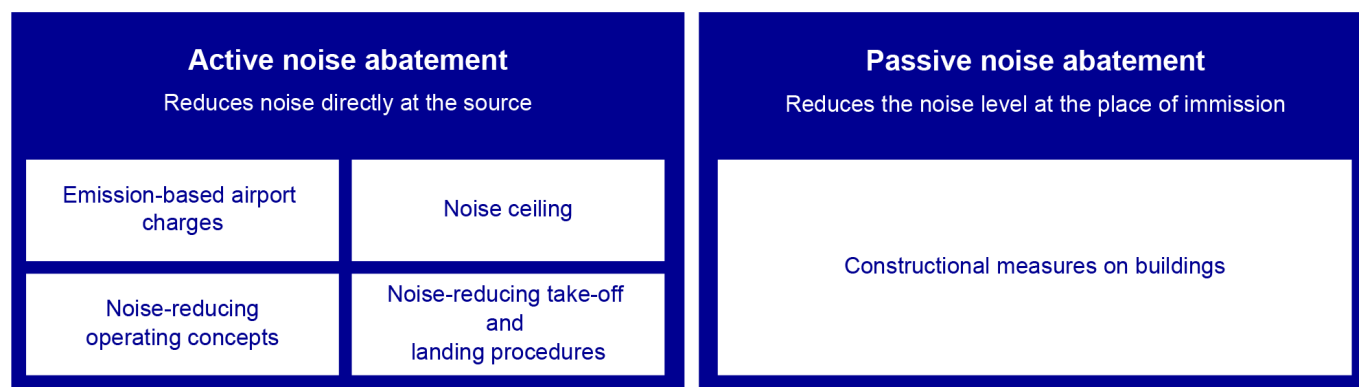 Active noise abatement
Reduces noise directly at the source
Emission-based airport
charges
Noise ceiling
Noise-reducing
operating concepts
Noise-reducing take-off
and
landing procedures
Passive noise abatement
Reduces the noise level at the place of immission
Constructional measures on buildings